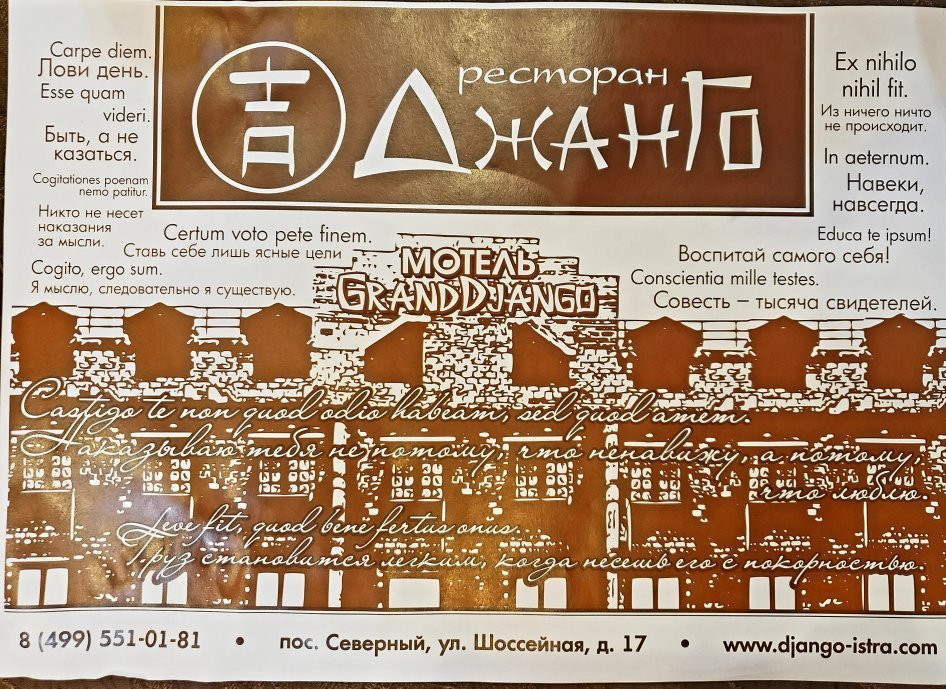 Carpe diem.
Лови день.
Esse quam
videri.
Быть, а не
казаться.
Cogitationes poenam
nemo patitur.
Никто не несет
наказания
за мысли.
Cogito, ergo sum.
Я мыслю, следовательно я существую.
Certum voto pete finem.
Ставь себе лишь ясные цели
ресторан
ДжанГо
Ex nihilo
nihil fit.
Из ничего ничто
не происходит.
In aeternum.
Навеки,
навсегда.
Educa te ipsum!
Воспитай самого себя!
Conscientia mille testes.
Совесть – тысяча свидетелей.
МОТЕЛЬ
GRANDDJANGO
Castigo te non quod odio habeam, sed quod amem.
Наказываю тебя не потому, что ненавижу, а потому,
что люблю.
Leve fit, quod bene fertus onus...
Груз становится легким, когда несешь его с покорностью.
8 (499) 551-01-81 • пос. Северный, ул. Шоссейная, д. 17 • www.django-istra.com